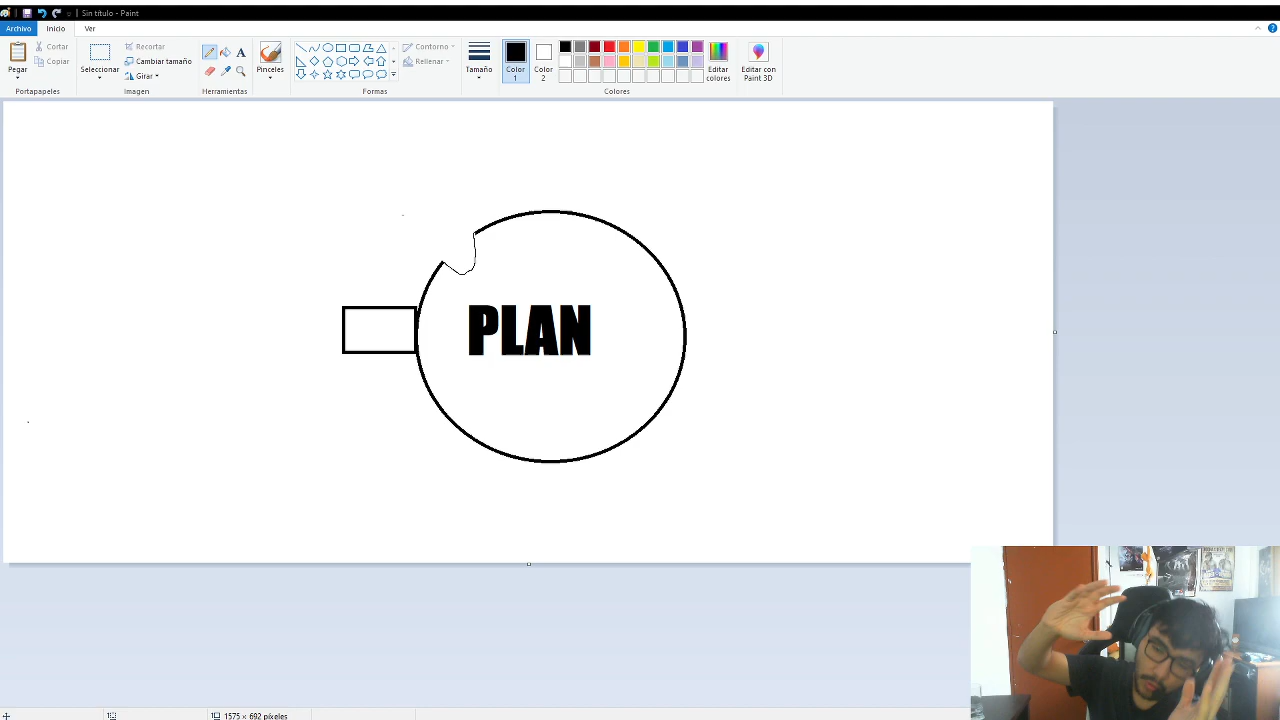 Sin título - Paint
Archivo Inicio Ver
Pegar
Cortar
Copiar
Portapapeles
Seleccionar
Recortar
Cambiar tamaño
Girar
Imagen
A
Herramientas
Pinceles
Contorno
Rellenar
Formas
Tamaño
Color
1
Color
2
Editar
colores
Colores
Editar con
Paint 3D
PLAN
1575 × 692 píxeles